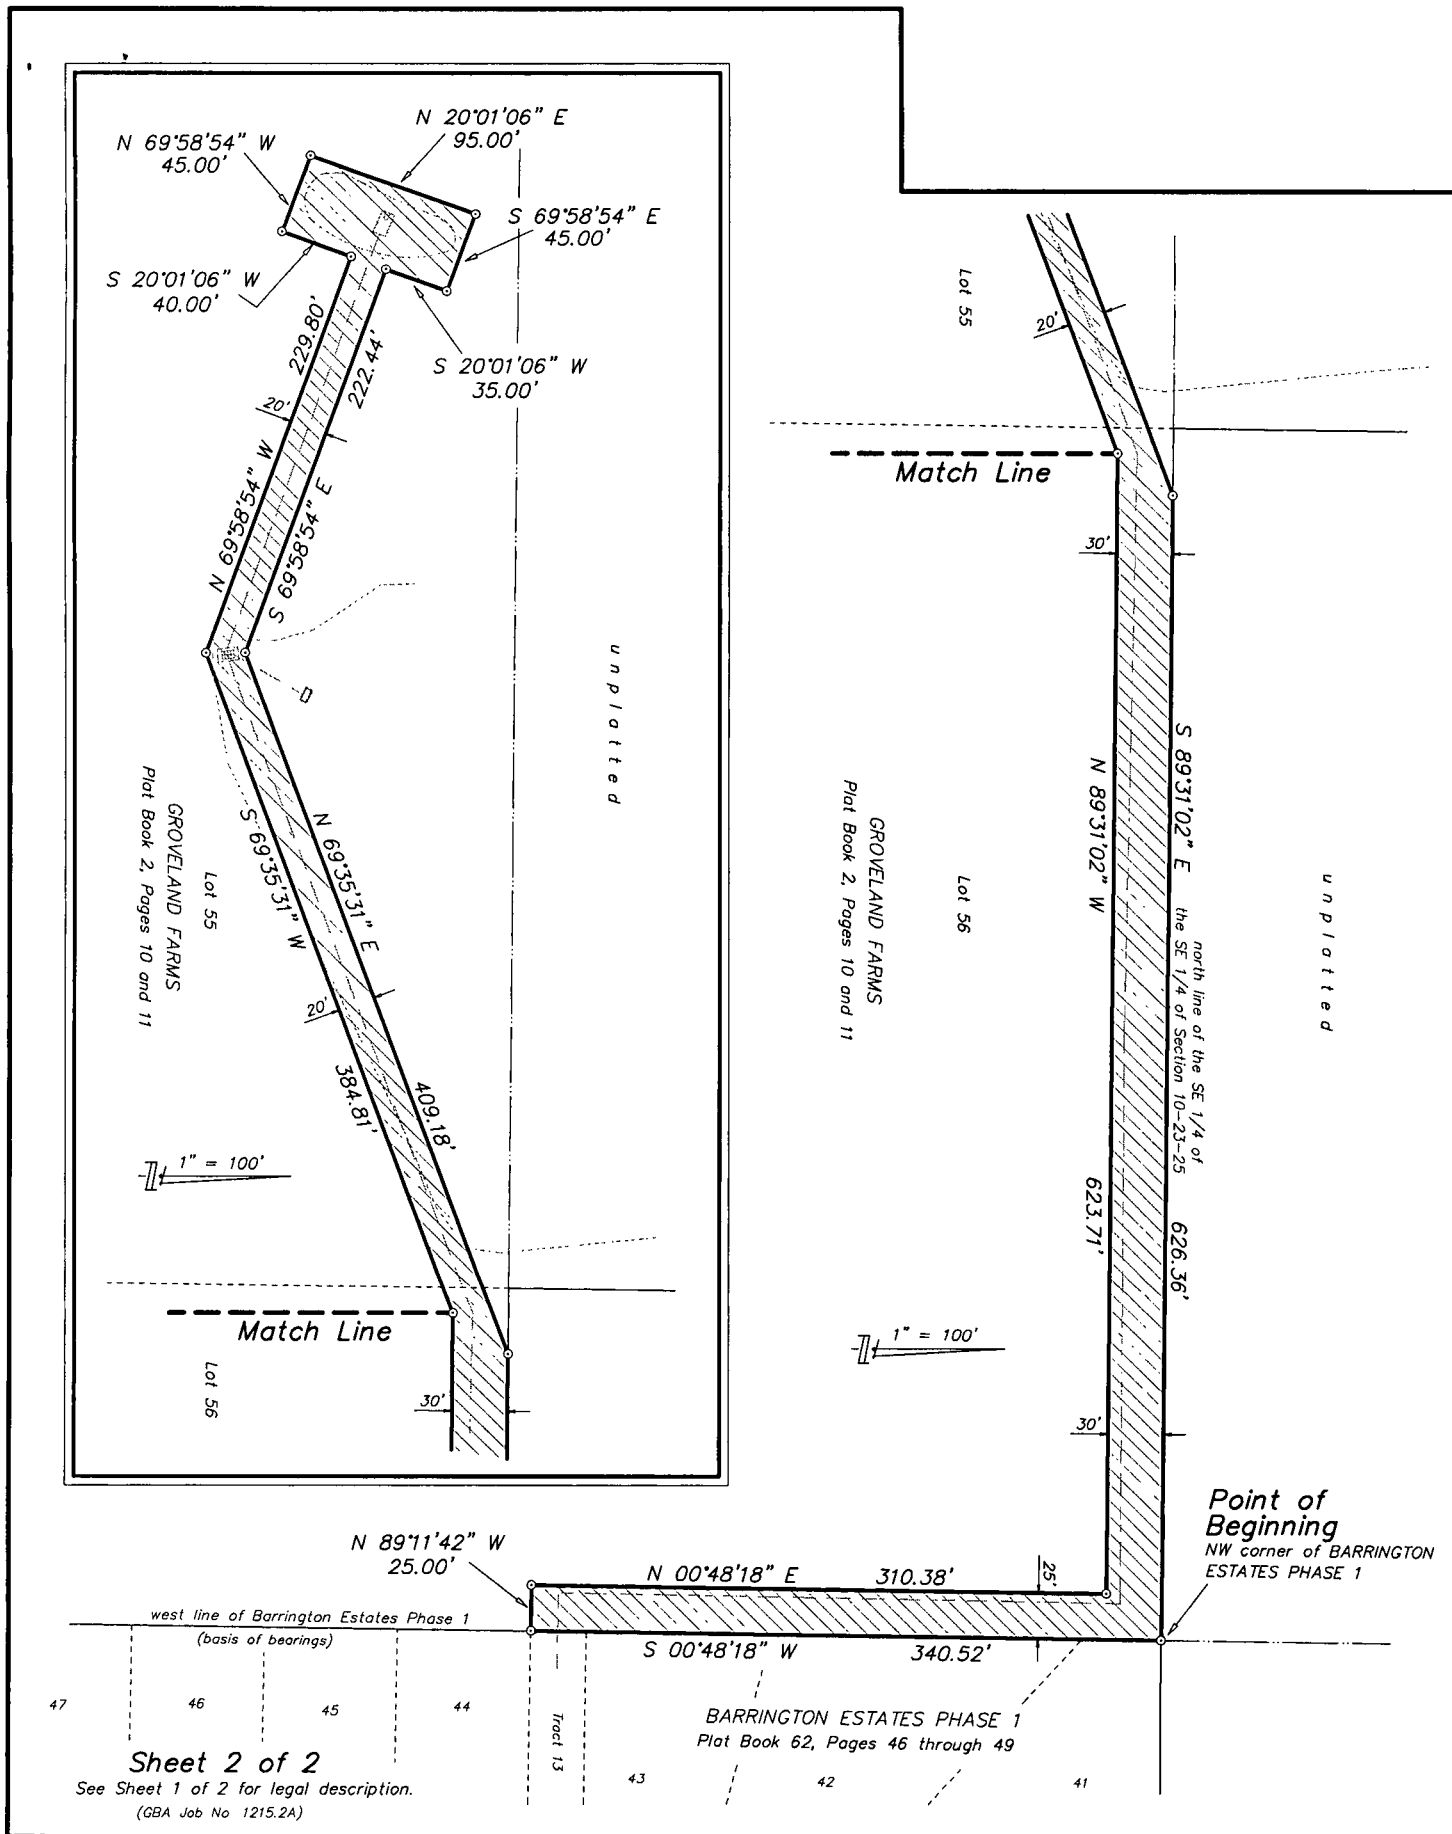 N 20°01'06" E
95.00'
N 69°58'54" W
45.00'
S 69°58'54" E
45.00'
S 20°01'06" W
40.00'
S 20°01'06" W
35.00'
229.80'
222.44'
20'
N 69°58'54" W
S 69°58'54" E
unplatted
GROVELAND FARMS
Plat Book 2, Pages 10 and 11
Lot 55
S 69°35'31" W
N 69°35'31" E
20'
384.81'
409.18'
1" = 100'
Match Line
Lot 56
30'
Lot 55
20'
Match Line
30'
S 89°31'02" E
N 89°31'02" W
north line of the SE 1/4 of
the SE 1/4 of Section 10-23-25
unplatted
GROVELAND FARMS
Plat Book 2, Pages 10 and 11
Lot 56
623.71'
626.36'
1" = 100'
30'
Point of
Beginning
NW corner of BARRINGTON
ESTATES PHASE 1
N 89°11'42" W
25.00'
N 00°48'18" E
310.38'
25'
west line of Barrington Estates Phase 1
(basis of bearings)
S 00°48'18" W
340.52'
47
46
45
44
Tract 13
43
42
41
BARRINGTON ESTATES PHASE 1
Plat Book 62, Pages 46 through 49
Sheet 2 of 2
See Sheet 1 of 2 for legal description.
(GBA Job No 1215.2A)